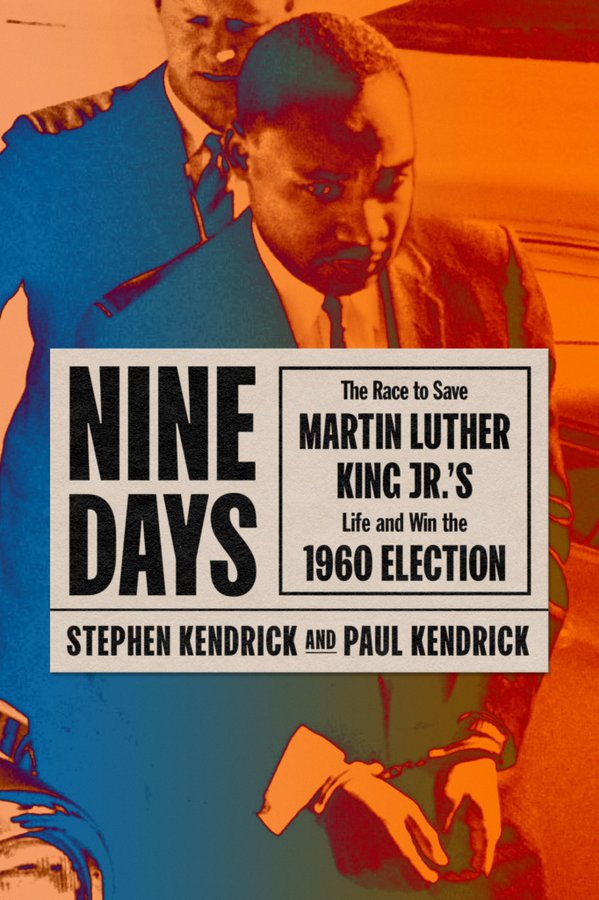 NINE
DAYS
The Race to Save
MARTIN LUTHER
KING JR.'S
Life and Win the
1960 ELECTION
STEPHEN KENDRICK AND PAUL KENDRICK